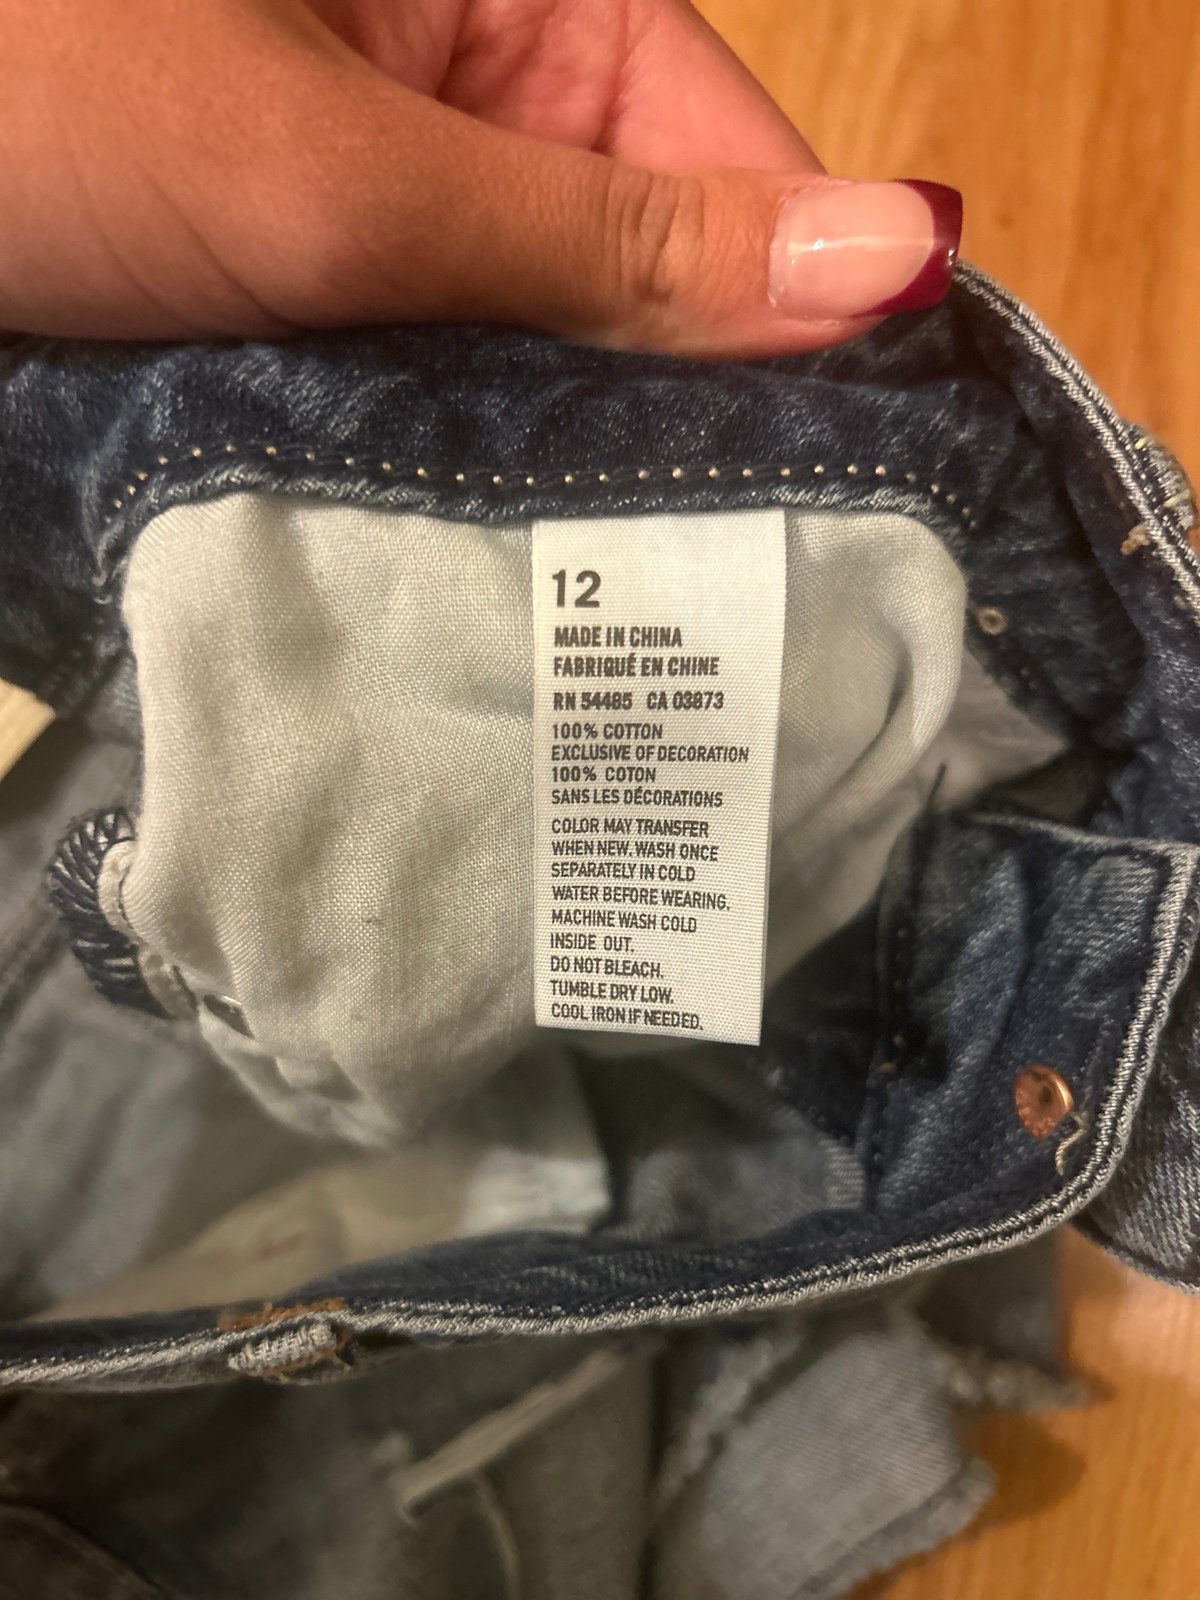 12
MADE IN CHINA
FABRIQUÉ EN CHINE
RN 54485 CA 03873
100% COTTON
EXCLUSIVE OF DECORATION
100% COTON
SANS LES DÉCORATIONS
COLOR MAY TRANSFER
WHEN NEW. WASH ONCE
SEPARATELY IN COLD
WATER BEFORE WEARING.
MACHINE WASH COLD
INSIDE OUT.
DO NOT BLEACH.
TUMBLE DRY LOW.
COOL IRON IF NEEDED.